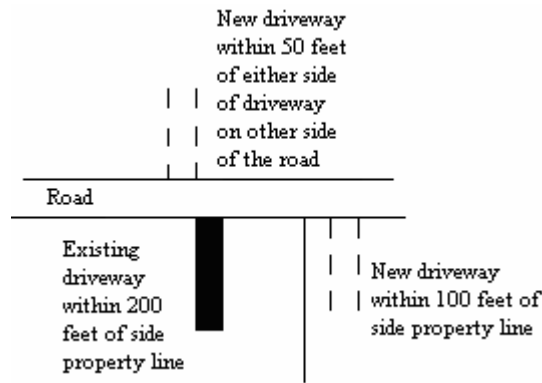 New driveway
within 50 feet
of either side
of driveway
on other side
of the road
Road
Existing
driveway
within 200
feet of side
property line
New driveway
within 100 feet of
side property line